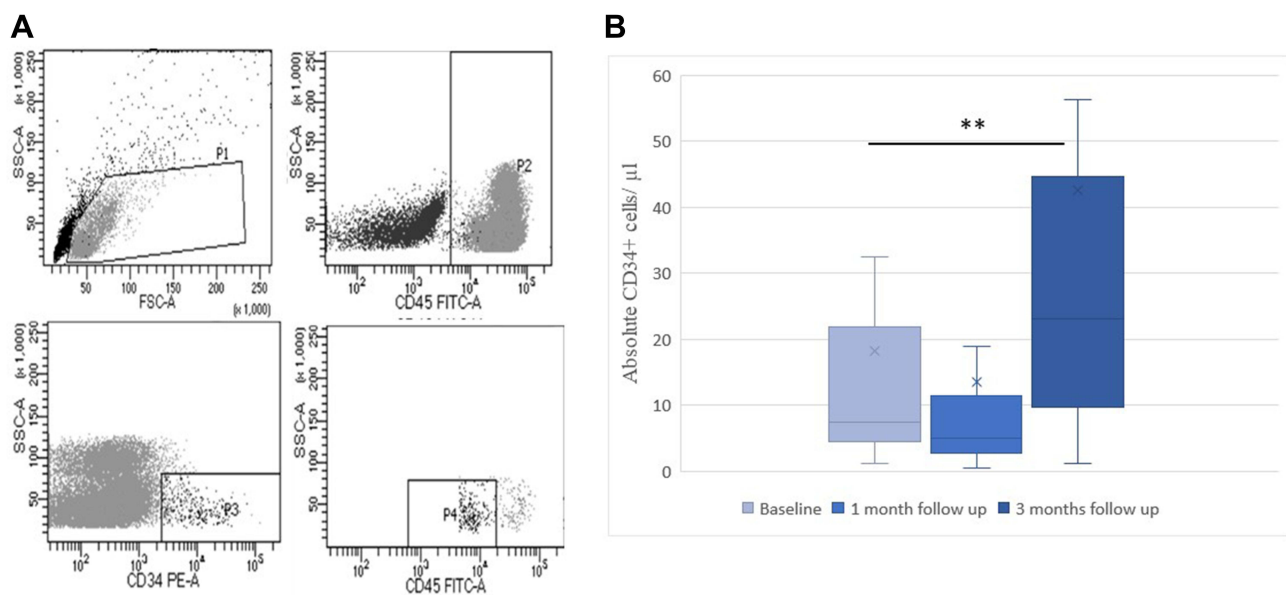 A
SSC-A
(x 1,000)
50 100 150 200 250
P1
50 100 150 200 250
FSC-A
(x 1,000)
SSC-A
(x 1,000)
50 100 150 200 250
P2
10² 10³ 10⁴ 10⁵
CD45 FITC-A
SSC-A
(x 1,000)
50 100 150 200 250
P3
10² 10³ 10⁴ 10⁵
CD34 PE-A
SSC-A
(x 1,000)
50 100 150 200 250
P4
10² 10³ 10⁴ 10⁵
CD45 FITC-A
B
Absolute CD34+ cells/ µl
60
50
40
30
20
10
0
**
Baseline 1 month follow up 3 months follow up